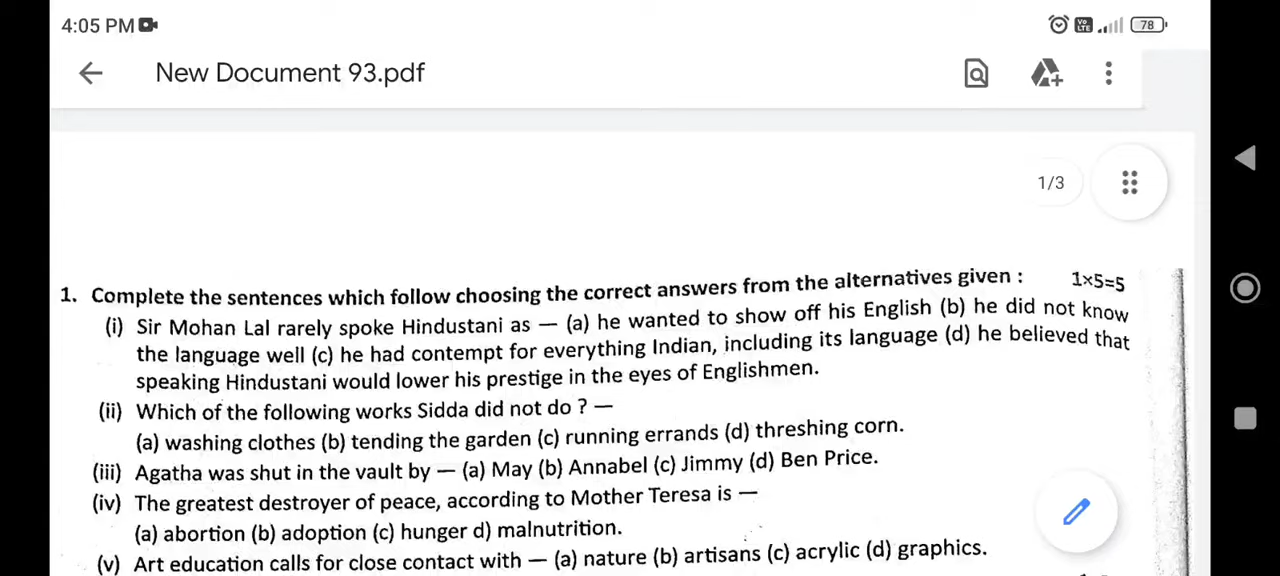 4:05 PM
Vo LTE
78
New Document 93.pdf
1/3
1. Complete the sentences which follow choosing the correct answers from the alternatives given : 1×5=5
(i) Sir Mohan Lal rarely spoke Hindustani as — (a) he wanted to show off his English (b) he did not know
the language well (c) he had contempt for everything Indian, including its language (d) he believed that
speaking Hindustani would lower his prestige in the eyes of Englishmen.
(ii) Which of the following works Sidda did not do ? —
(a) washing clothes (b) tending the garden (c) running errands (d) threshing corn.
(iii) Agatha was shut in the vault by — (a) May (b) Annabel (c) Jimmy (d) Ben Price.
(iv) The greatest destroyer of peace, according to Mother Teresa is —
(a) abortion (b) adoption (c) hunger d) malnutrition.
(v) Art education calls for close contact with — (a) nature (b) artisans (c) acrylic (d) graphics.